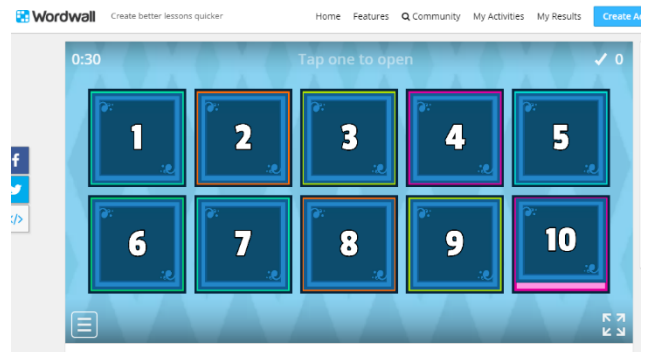 Wordwall Create better lessons quicker Home Features Community My Activities My Results Create A
0:30 Tap one to open ✓ 0
1 2 3 4 5
6 7 8 9 10
f
</>